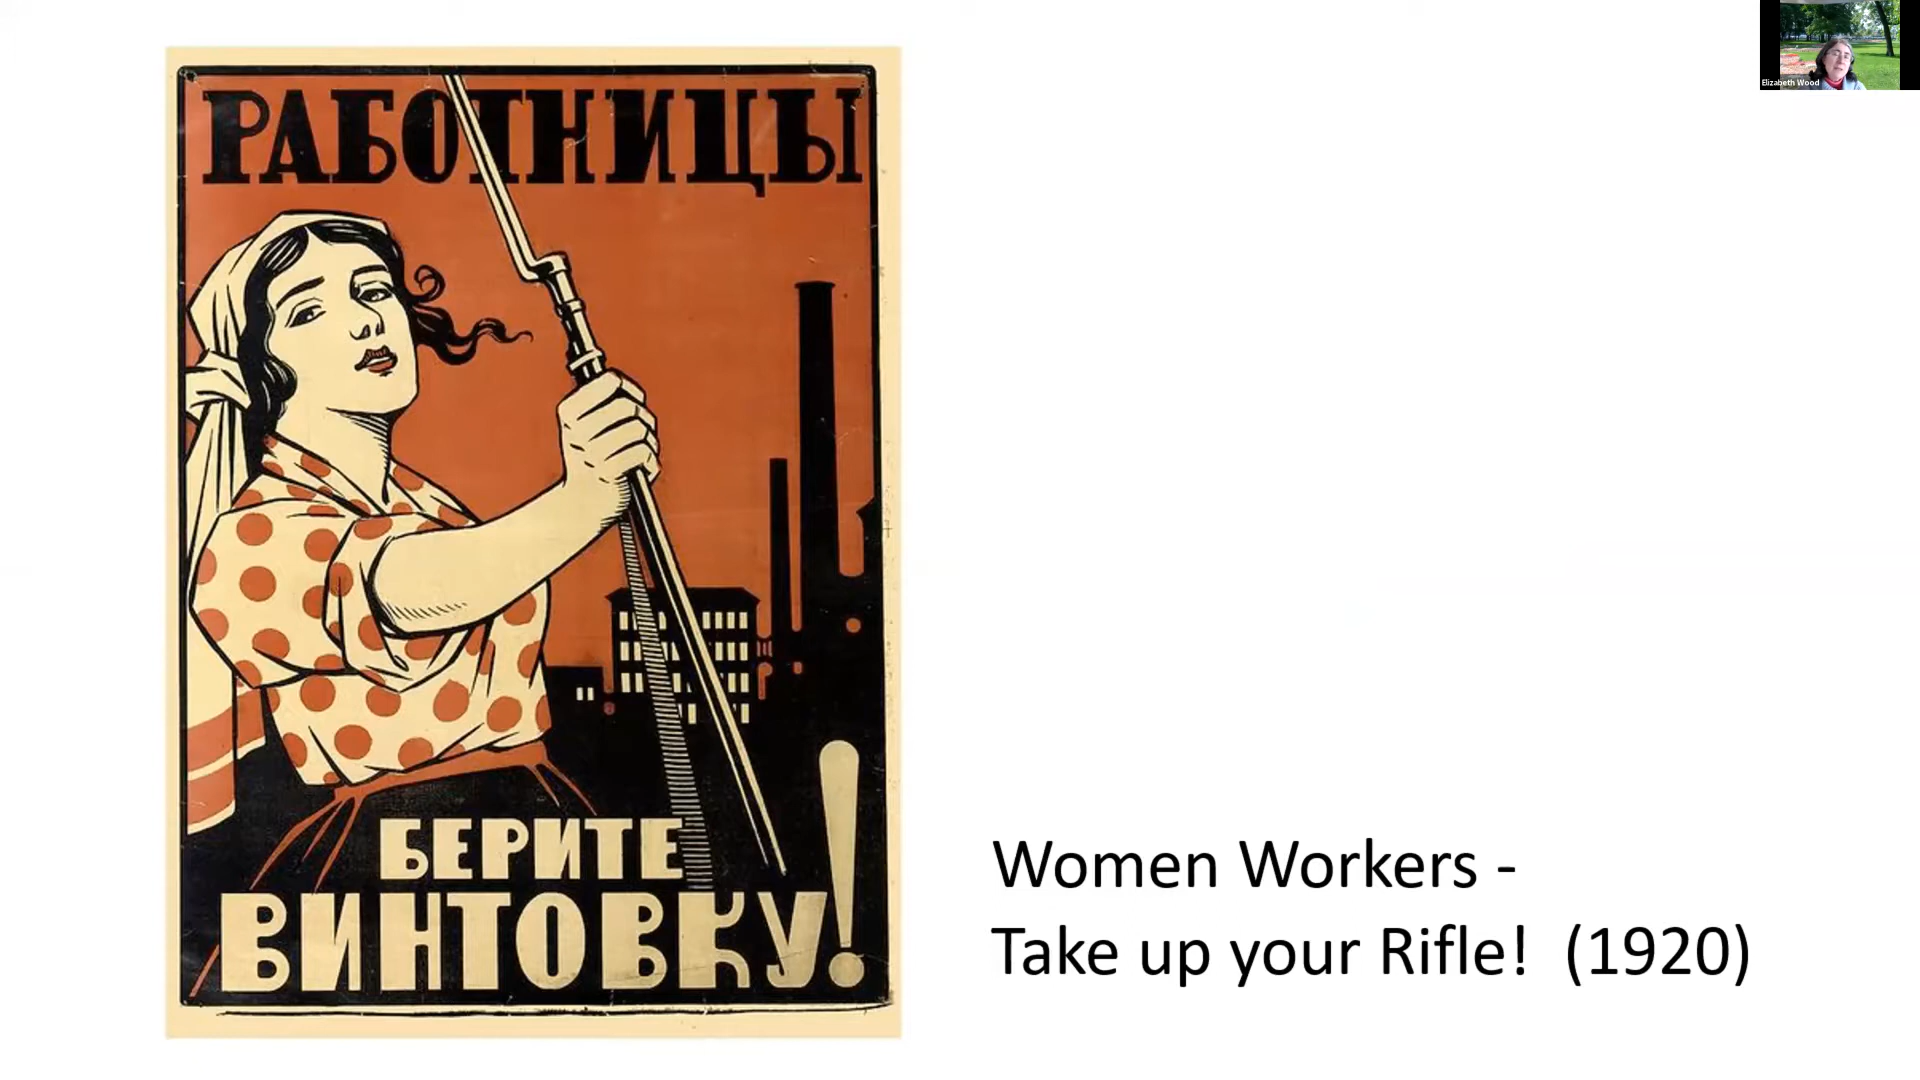 Elizabeth Wood
РАБОТНИЦЫ
БЕРИТЕ
ВИНТОВКУ!
Women Workers -
Take up your Rifle! (1920)